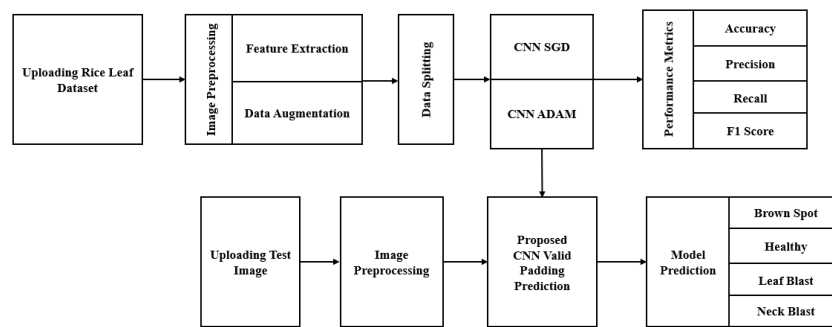 Uploading Rice Leaf
Dataset
Image Preprocessing
Feature Extraction
Data Augmentation
Data Splitting
CNN SGD
CNN ADAM
Performance Metrics
Accuracy
Precision
Recall
F1 Score
Uploading Test
Image
Image
Preprocessing
Proposed
CNN Valid
Padding
Prediction
Model
Prediction
Brown Spot
Healthy
Leaf Blast
Neck Blast